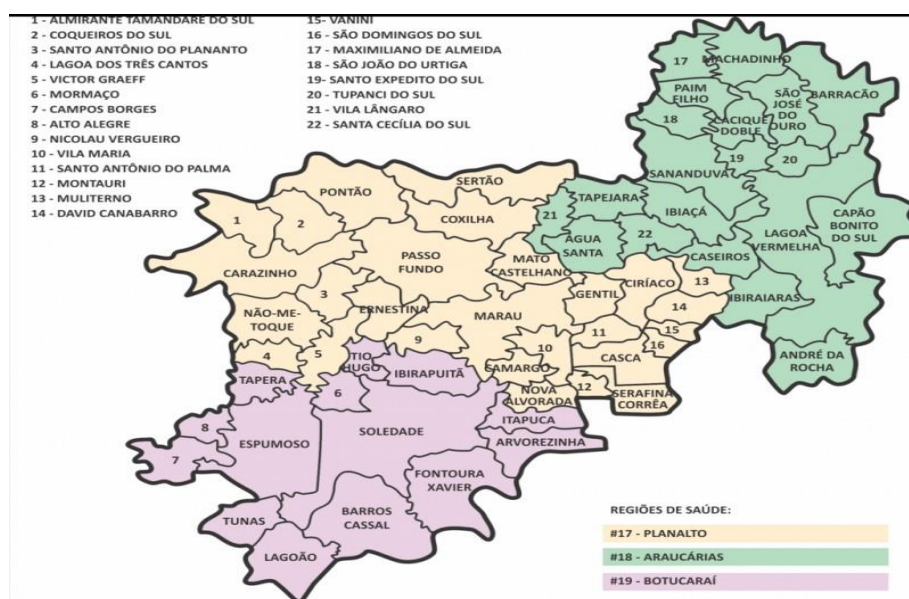 1 - ALMIRANTE TAMANDARÉ DO SUL
2 - COQUEIROS DO SUL
3 - SANTO ANTÔNIO DO PLANANTO
4 - LAGOA DOS TRÊS CANTOS
5 - VICTOR GRAEFF
6 - MORMAÇO
7 - CAMPOS BORGES
8 - ALTO ALEGRE
9 - NICOLAU VERGUEIRO
10 - VILA MARIA
11 - SANTO ANTÔNIO DO PALMA
12 - MONTAURI
13 - MULITERNO
14 - DAVID CANABARRO
15- VANINI
16 - SÃO DOMINGOS DO SUL
17 - MAXIMILIANO DE ALMEIDA
18 - SÃO JOÃO DO URTIGA
19- SANTO EXPEDITO DO SUL
20 - TUPANCI DO SUL
21 - VILA LÂNGARO
22 - SANTA CECÍLIA DO SUL
17
MACHADINHO
PAIM
FILHO
SÃO
JOSÉ
DO
OURO
BARRACÃO
18
CACIQUE
DOBLE
19
20
SANANDUVA
SERTÃO
PONTÃO
TAPEJARA
1
2
COXILHA
21
IBIAÇÁ
CAPÃO
BONITO
DO SUL
LAGOA
VERMELHA
22
ÁGUA
SANTA
CASEIROS
PASSO
FUNDO
MATO
CASTELHANO
CARAZINHO
3
GENTIL
CIRÍACO
13
IBIRAIARAS
ERNESTINA
NÃO-ME-
TOQUE
MARAU
14
11
15
16
9
10
4
5
TIO
HUGO
IBIRAPUITÃ
CAMARGO
CASCA
ANDRÉ DA
ROCHA
TAPERA
6
12
NOVA
ALVORADA
SERAFINA
CORRÊA
ITAPUCA
8
ESPUMOSO
SOLEDADE
ARVOREZINHA
7
FONTOURA
XAVIER
TUNAS
BARROS
CASSAL
LAGOÃO
REGIÕES DE SAÚDE:
#17 - PLANALTO
#18 - ARAUCÁRIAS
#19 - BOTUCARAÍ